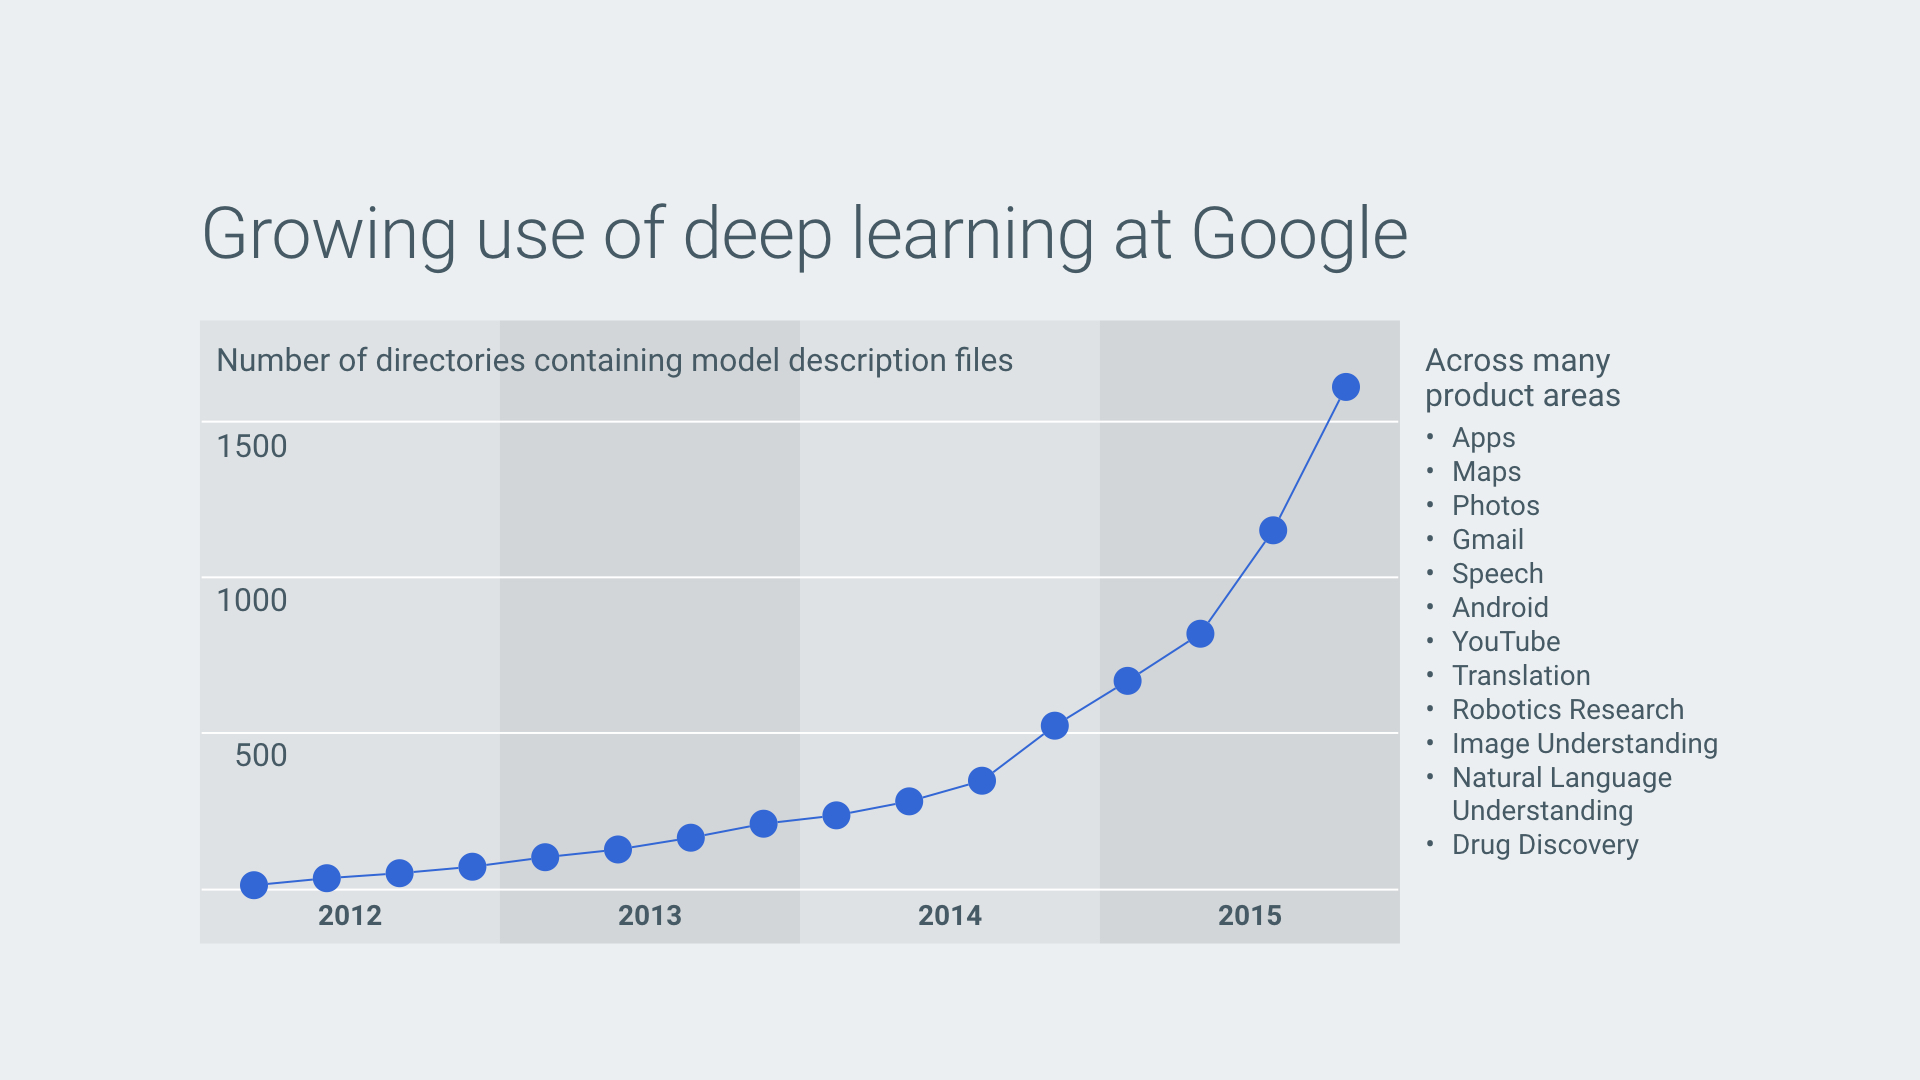 Growing use of deep learning at Google
Number of directories containing model description files
1500
1000
500
2012
2013
2014
2015
Across many
product areas
• Apps
• Maps
• Photos
• Gmail
• Speech
• Android
• YouTube
• Translation
• Robotics Research
• Image Understanding
• Natural Language
Understanding
• Drug Discovery